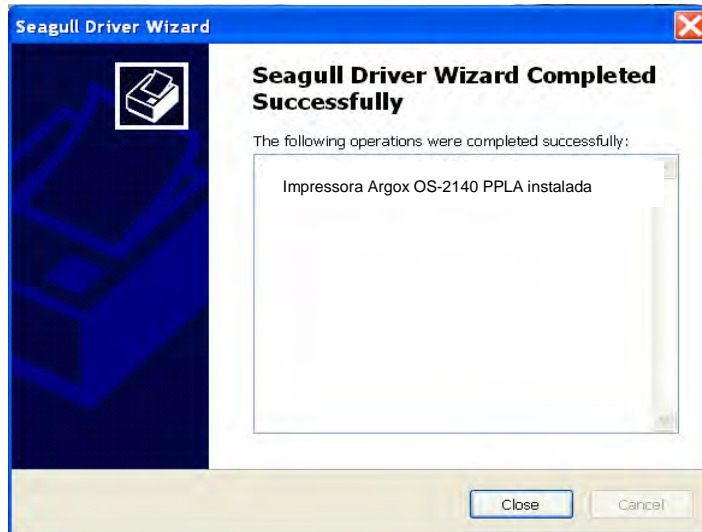 Seagull Driver Wizard
Seagull Driver Wizard Completed
Successfully
The following operations were completed successfully:
Impressora Argox OS-2140 PPLA instalada
Close
Cancel